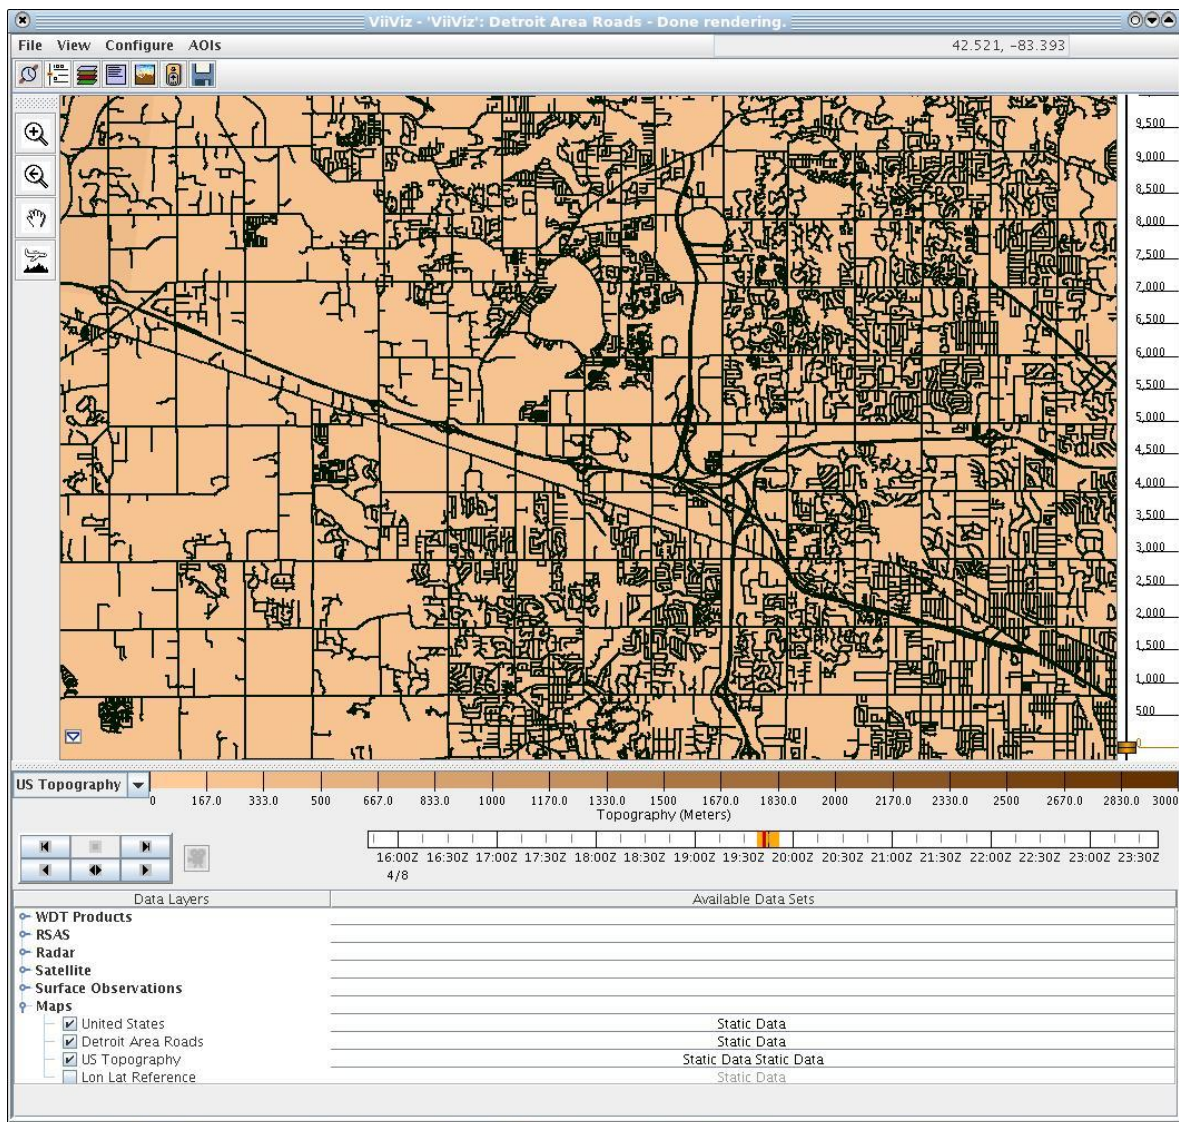 ViiViz - 'ViiViz': Detroit Area Roads - Done rendering.
File View Configure AOIs 42.521, -83.393
9,500
9,000
8,500
8,000
7,500
7,000
6,500
6,000
5,500
5,000
4,500
4,000
3,500
3,000
2,500
2,000
1,500
1,000
500
0
US Topography
0 167.0 333.0 500 667.0 833.0 1000 1170.0 1330.0 1500 1670.0 1830.0 2000 2170.0 2330.0 2500 2670.0 2830.0 3000
Topography (Meters)
16:00Z 16:30Z 17:00Z 17:30Z 18:00Z 18:30Z 19:00Z 19:30Z 20:00Z 20:30Z 21:00Z 21:30Z 22:00Z 22:30Z 23:00Z 23:30Z
4/8
Data Layers Available Data Sets
WDT Products
RSAS
Radar
Satellite
Surface Observations
Maps
United States Static Data
Detroit Area Roads Static Data
US Topography Static Data Static Data
Lon Lat Reference Static Data